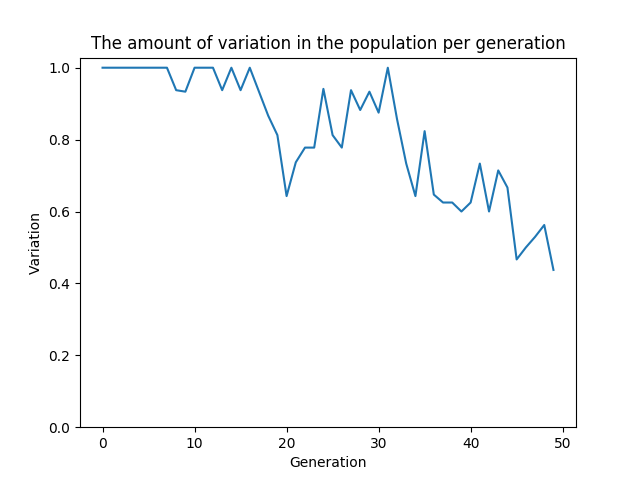 The amount of variation in the population per generation
1.0
0.8
0.6
0.4
0.2
0.0
Variation
0 10 20 30 40 50
Generation